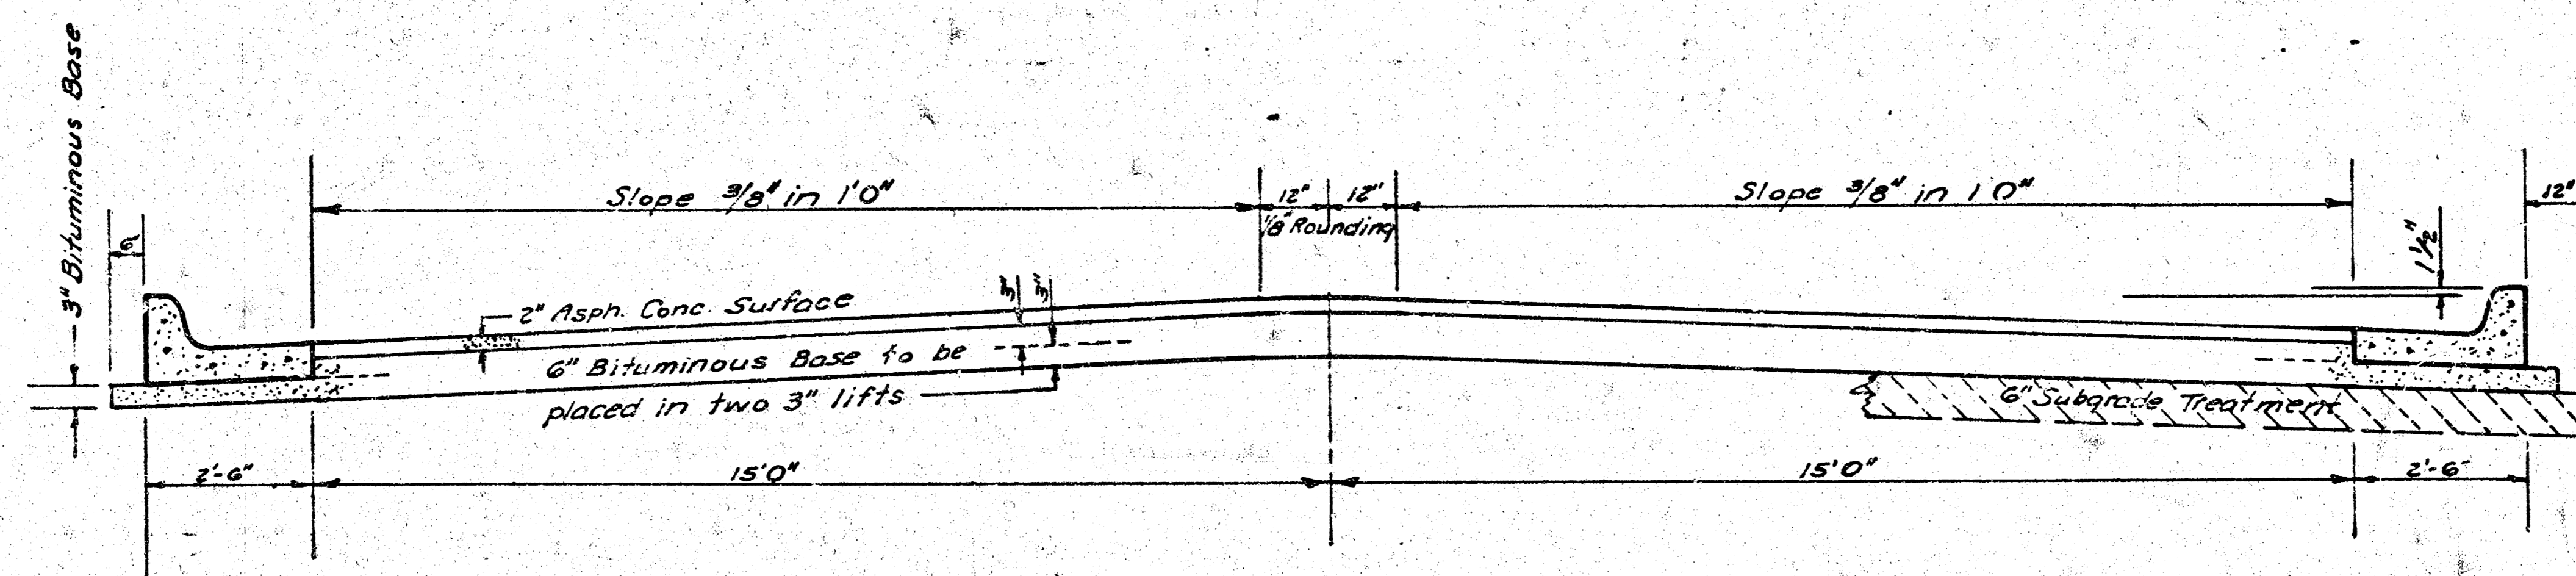 3" Bituminous Base
Slope 3/8" in 1'0"
12" 12"
1/8" Rounding
Slope 3/8" in 1'0"
12"
6"
1 1/2"
2" Asph. Conc. Surface
3" 3"
6" Bituminous Base to be
placed in two 3" lifts
6" Subgrade Treatment
2'-6"
15'0"
15'0"
2'-6"